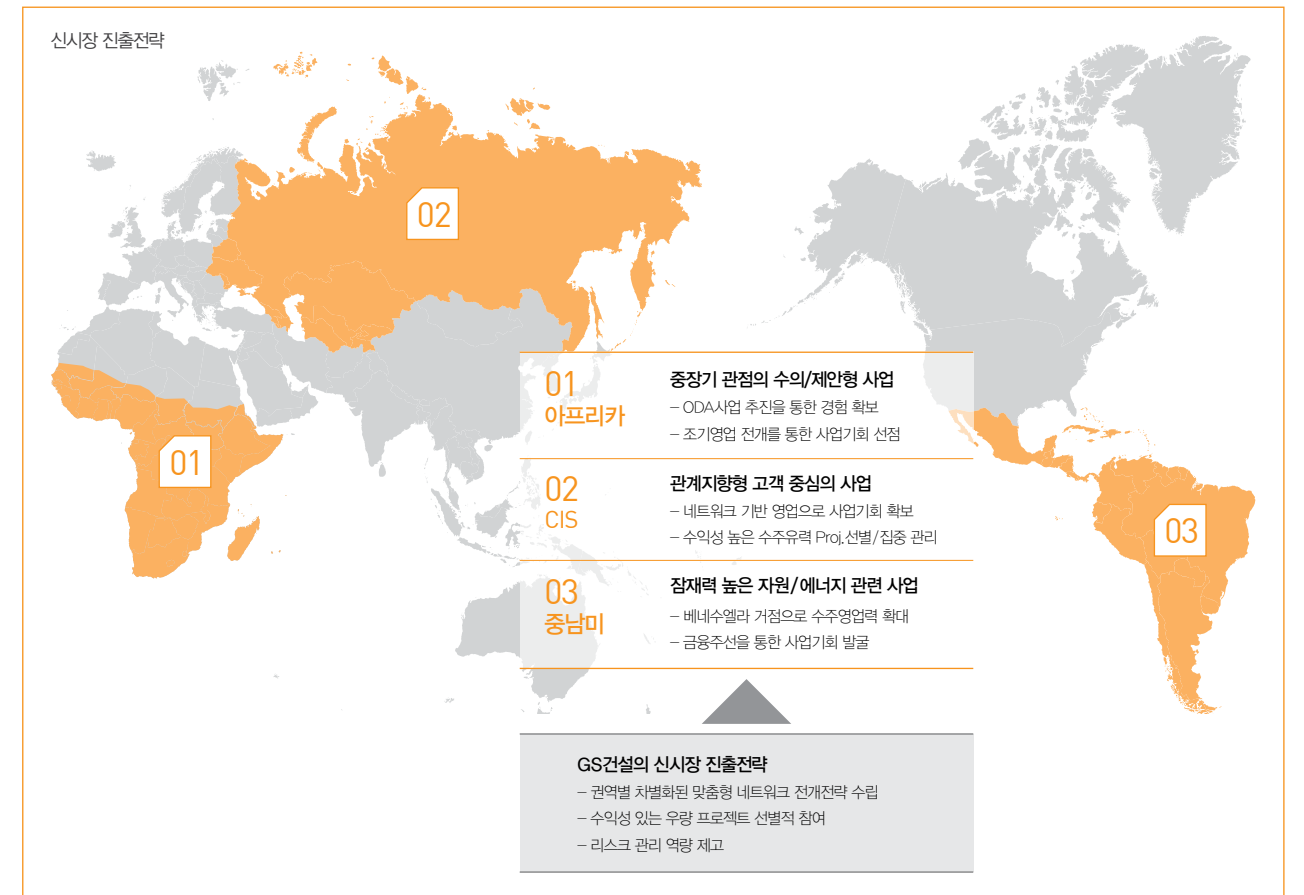 신시장 진출전략
02
01
03
01
아프리카
중장기 관점의 수의/제안형 사업
– ODA사업 추진을 통한 경험 확보
– 조기영업 전개를 통한 사업기회 선점
02
CIS
관계지향형 고객 중심의 사업
– 네트워크 기반 영업으로 사업기회 확보
– 수익성 높은 수주유력 Proj.선별/집중 관리
03
중남미
잠재력 높은 자원/에너지 관련 사업
– 베네수엘라 거점으로 수주영업력 확대
– 금융주선을 통한 사업기회 발굴
GS건설의 신시장 진출전략
– 권역별 차별화된 맞춤형 네트워크 전개전략 수립
– 수익성 있는 우량 프로젝트 선별적 참여
– 리스크 관리 역량 제고